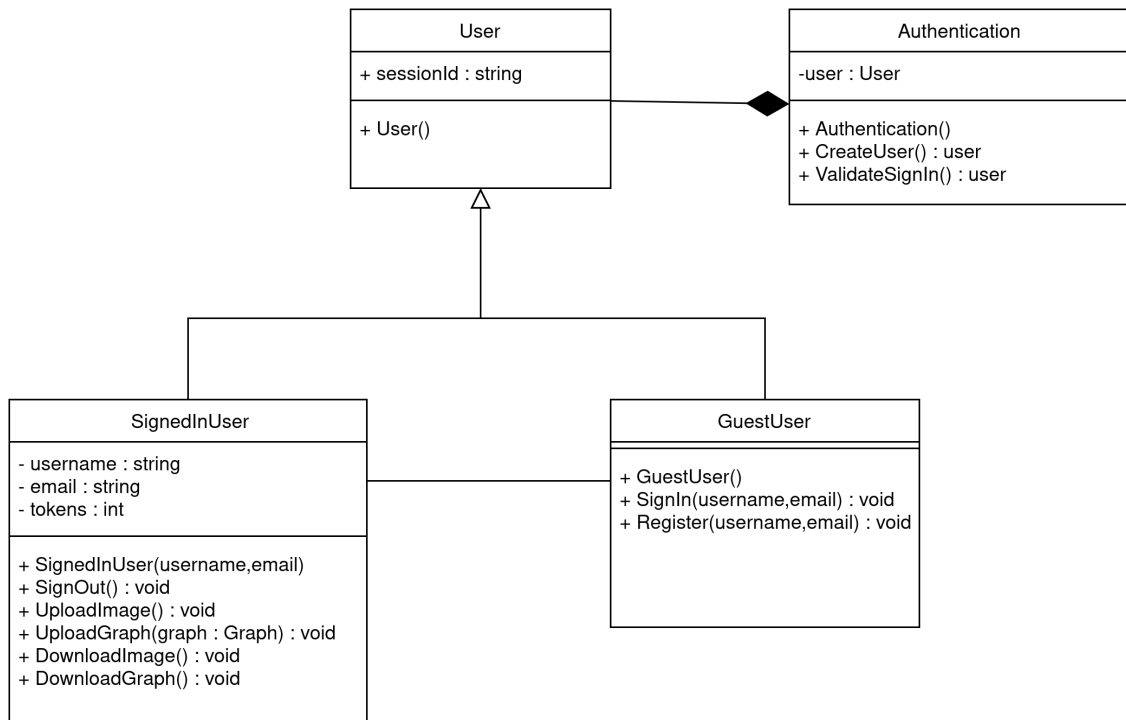 User
+ sessionId : string
+ User()
Authentication
-user : User
+ Authentication()
+ CreateUser() : user
+ ValidateSignIn() : user
SignedInUser
- username : string
- email : string
- tokens : int
+ SignedInUser(username,email)
+ SignOut() : void
+ UploadImage() : void
+ UploadGraph(graph : Graph) : void
+ DownloadImage() : void
+ DownloadGraph() : void
GuestUser
+ GuestUser()
+ SignIn(username,email) : void
+ Register(username,email) : void